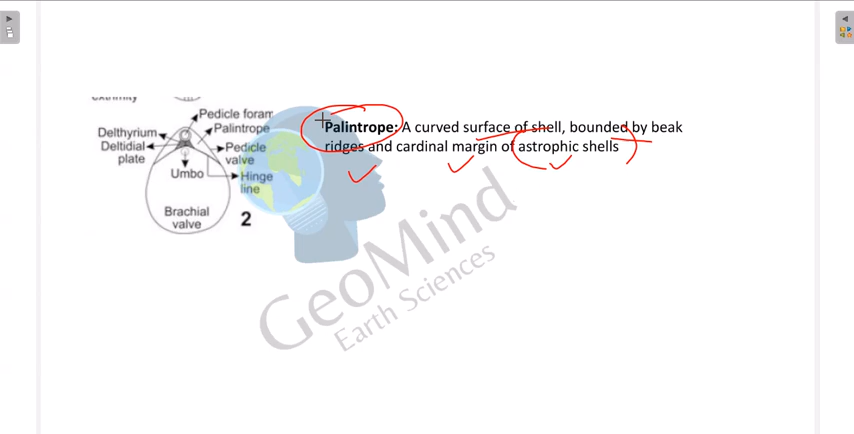 extremity
Pedicle foram
Delthyrium
Palintrope
Deltidial
plate
Pedicle
valve
Umbo
Hinge
line
Brachial
valve
2
Palintrope: A curved surface of shell, bounded by beak
ridges and cardinal margin of astrophic shells
GeoMind
Earth Sciences